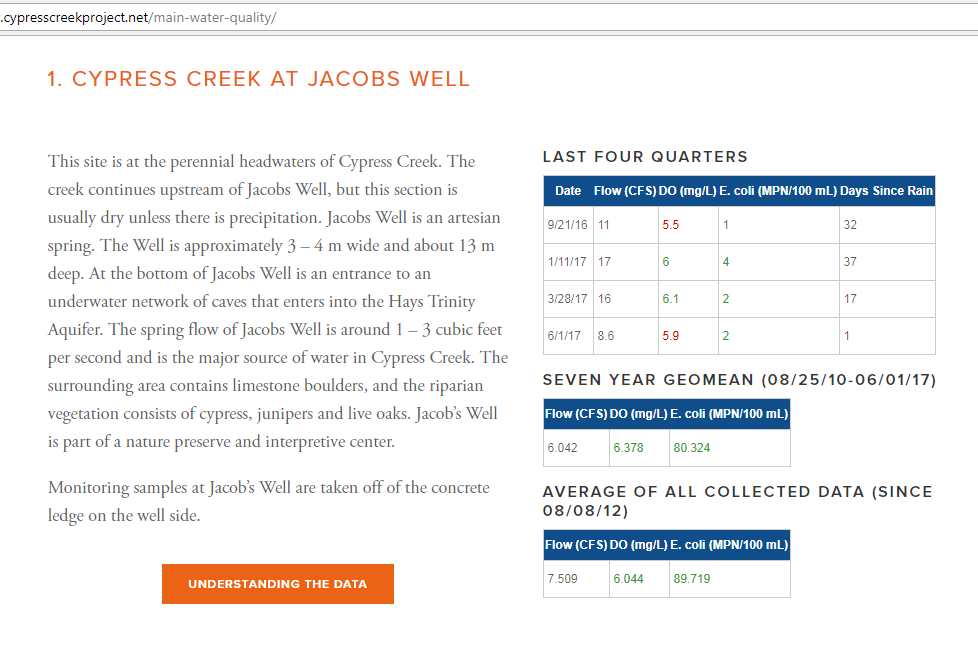 .cypresscreekproject.net/main-water-quality/
1. CYPRESS CREEK AT JACOBS WELL
This site is at the perennial headwaters of Cypress Creek. The
creek continues upstream of Jacobs Well, but this section is
usually dry unless there is precipitation. Jacobs Well is an artesian
spring. The Well is approximately 3 – 4 m wide and about 13 m
deep. At the bottom of Jacobs Well is an entrance to an
underwater network of caves that enters into the Hays Trinity
Aquifer. The spring flow of Jacobs Well is around 1 – 3 cubic feet
per second and is the major source of water in Cypress Creek. The
surrounding area contains limestone boulders, and the riparian
vegetation consists of cypress, junipers and live oaks. Jacob’s Well
is part of a nature preserve and interpretive center.
Monitoring samples at Jacob’s Well are taken off of the concrete
ledge on the well side.
UNDERSTANDING THE DATA
LAST FOUR QUARTERS
Date Flow (CFS) DO (mg/L) E. coli (MPN/100 mL) Days Since Rain
9/21/16 11 5.5 1 32
1/11/17 17 6 4 37
3/28/17 16 6.1 2 17
6/1/17 8.6 5.9 2 1
SEVEN YEAR GEOMEAN (08/25/10-06/01/17)
Flow (CFS) DO (mg/L) E. coli (MPN/100 mL)
6.042 6.378 80.324
AVERAGE OF ALL COLLECTED DATA (SINCE
08/08/12)
Flow (CFS) DO (mg/L) E. coli (MPN/100 mL)
7.509 6.044 89.719